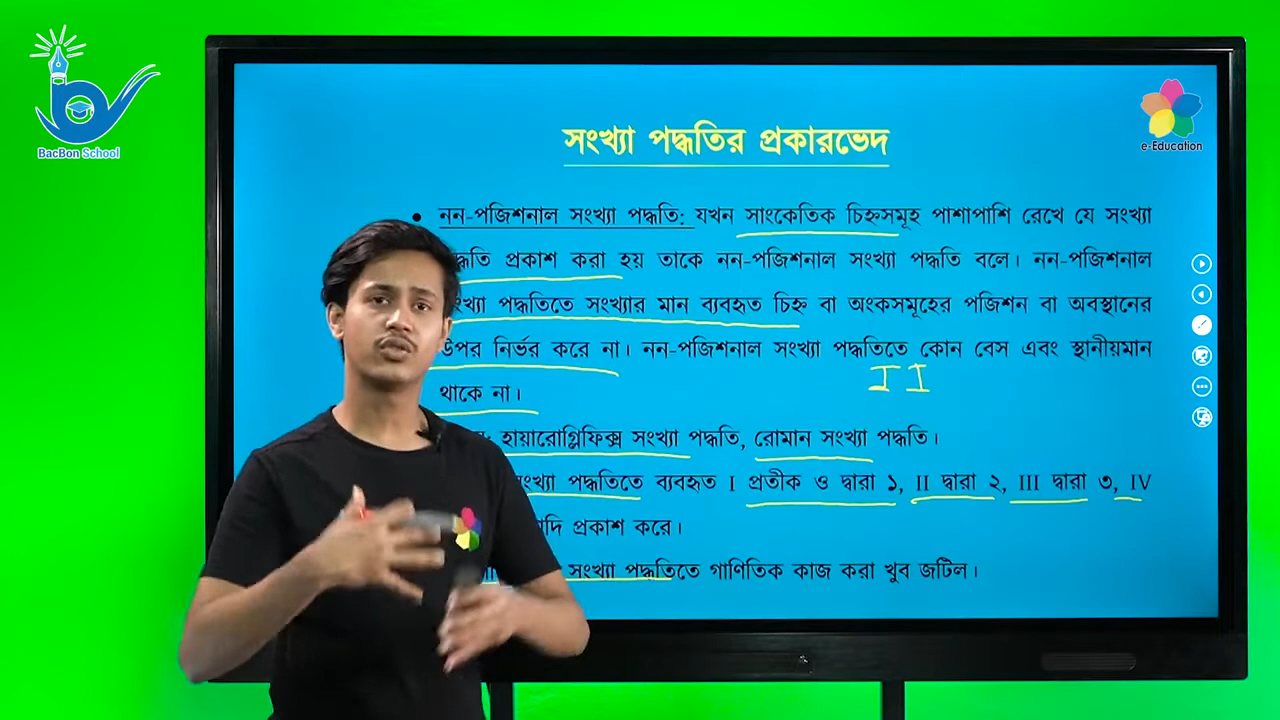 BacBon School
e-Education
সংখ্যা পদ্ধতির প্রকারভেদ
• নন-পজিশনাল সংখ্যা পদ্ধতি: যখন সাংকেতিক চিহ্নসমূহ পাশাপাশি রেখে যে সংখ্যা
প্রকাশ করা হয় তাকে নন-পজিশনাল সংখ্যা পদ্ধতি বলে। নন-পজিশনাল
পদ্ধতিতে সংখ্যার মান ব্যবহৃত চিহ্ন বা অংকসমূহের পজিশন বা অবস্থানের
উপর নির্ভর করে না। নন-পজিশনাল সংখ্যা পদ্ধতিতে কোন বেস এবং স্থানীয়মান
থাকে না।
I I
হায়ারোগ্লিফিক্স সংখ্যা পদ্ধতি, রোমান সংখ্যা পদ্ধতি।
সংখ্যা পদ্ধতিতে ব্যবহৃত I প্রতীক ও দ্বারা ১, II দ্বারা ২, III দ্বারা ৩, IV
প্রকাশ করে।
সংখ্যা পদ্ধতিতে গাণিতিক কাজ করা খুব জটিল।